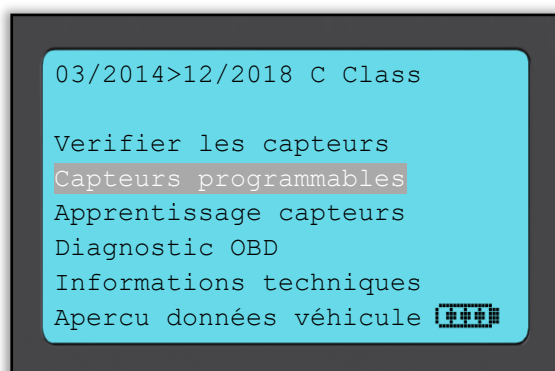 03/2014>12/2018 C Class
Verifier les capteurs
Capteurs programmables
Apprentissage capteurs
Diagnostic OBD
Informations techniques
Apercu données véhicule